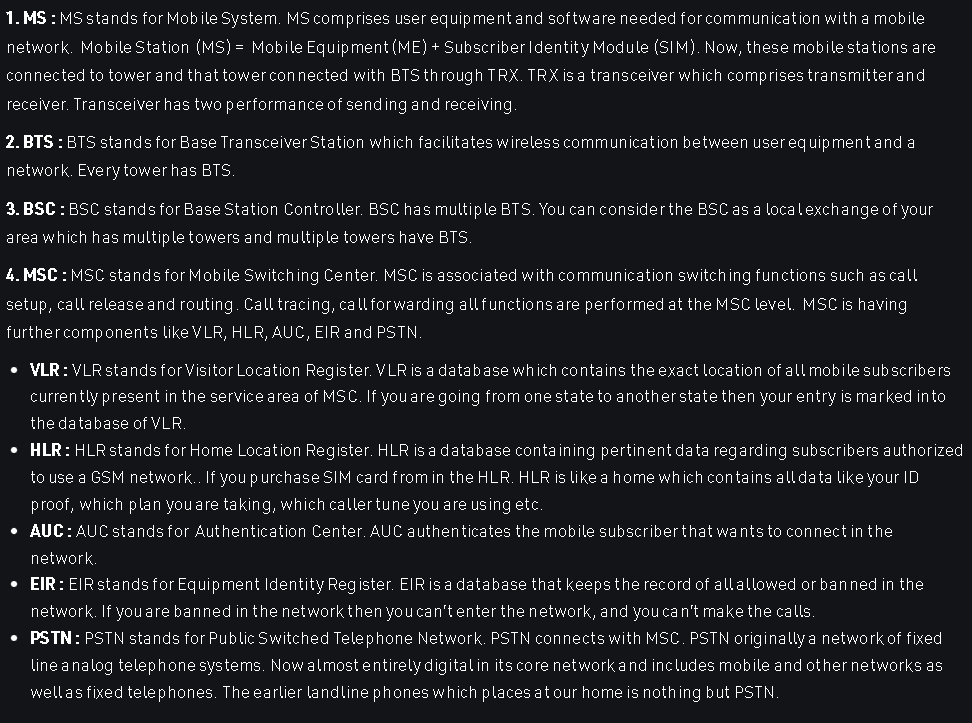 1. MS : MS stands for Mobile System. MS comprises user equipment and software needed for communication with a mobile
network. Mobile Station (MS) = Mobile Equipment(ME) + Subscriber Identity Module (SIM). Now, these mobile stations are
connected to tower and that tower connected with BTS through TRX. TRX is a transceiver which comprises transmitter and
receiver. Transceiver has two performance of sending and receiving.
2. BTS : BTS stands for Base Transceiver Station which facilitates wireless communication between user equipment and a
network. Every tower has BTS.
3. BSC : BSC stands for Base Station Controller. BSC has multiple BTS. You can consider the BSC as a local exchange of your
area which has multiple towers and multiple towers have BTS.
4. MSC : MSC stands for Mobile Switching Center. MSC is associated with communication switching functions such as call
setup, call release and routing. Call tracing, call forwarding all functions are performed at the MSC level. MSC is having
further components like VLR, HLR, AUC, EIR and PSTN.
• VLR : VLR stands for Visitor Location Register. VLR is a database which contains the exact location of all mobile subscribers
currently present in the service area of MSC. If you are going from one state to another state then your entry is marked into
the database of VLR.
• HLR : HLR stands for Home Location Register. HLR is a database containing pertinent data regarding subscribers authorized
to use a GSM network.. If you purchase SIM card from in the HLR. HLR is like a home which contains all data like your ID
proof, which plan you are taking, which caller tune you are using etc.
• AUC : AUC stands for Authentication Center. AUC authenticates the mobile subscriber that wants to connect in the
network.
• EIR : EIR stands for Equipment Identity Register. EIR is a database that keeps the record of all allowed or banned in the
network. If you are banned in the network then you can't enter the network, and you can't make the calls.
• PSTN : PSTN stands for Public Switched Telephone Network. PSTN connects with MSC. PSTN originally a network of fixed
line analog telephone systems. Now almost entirely digital in its core network and includes mobile and other networks as
well as fixed telephones. The earlier landline phones which places at our home is nothing but PSTN.